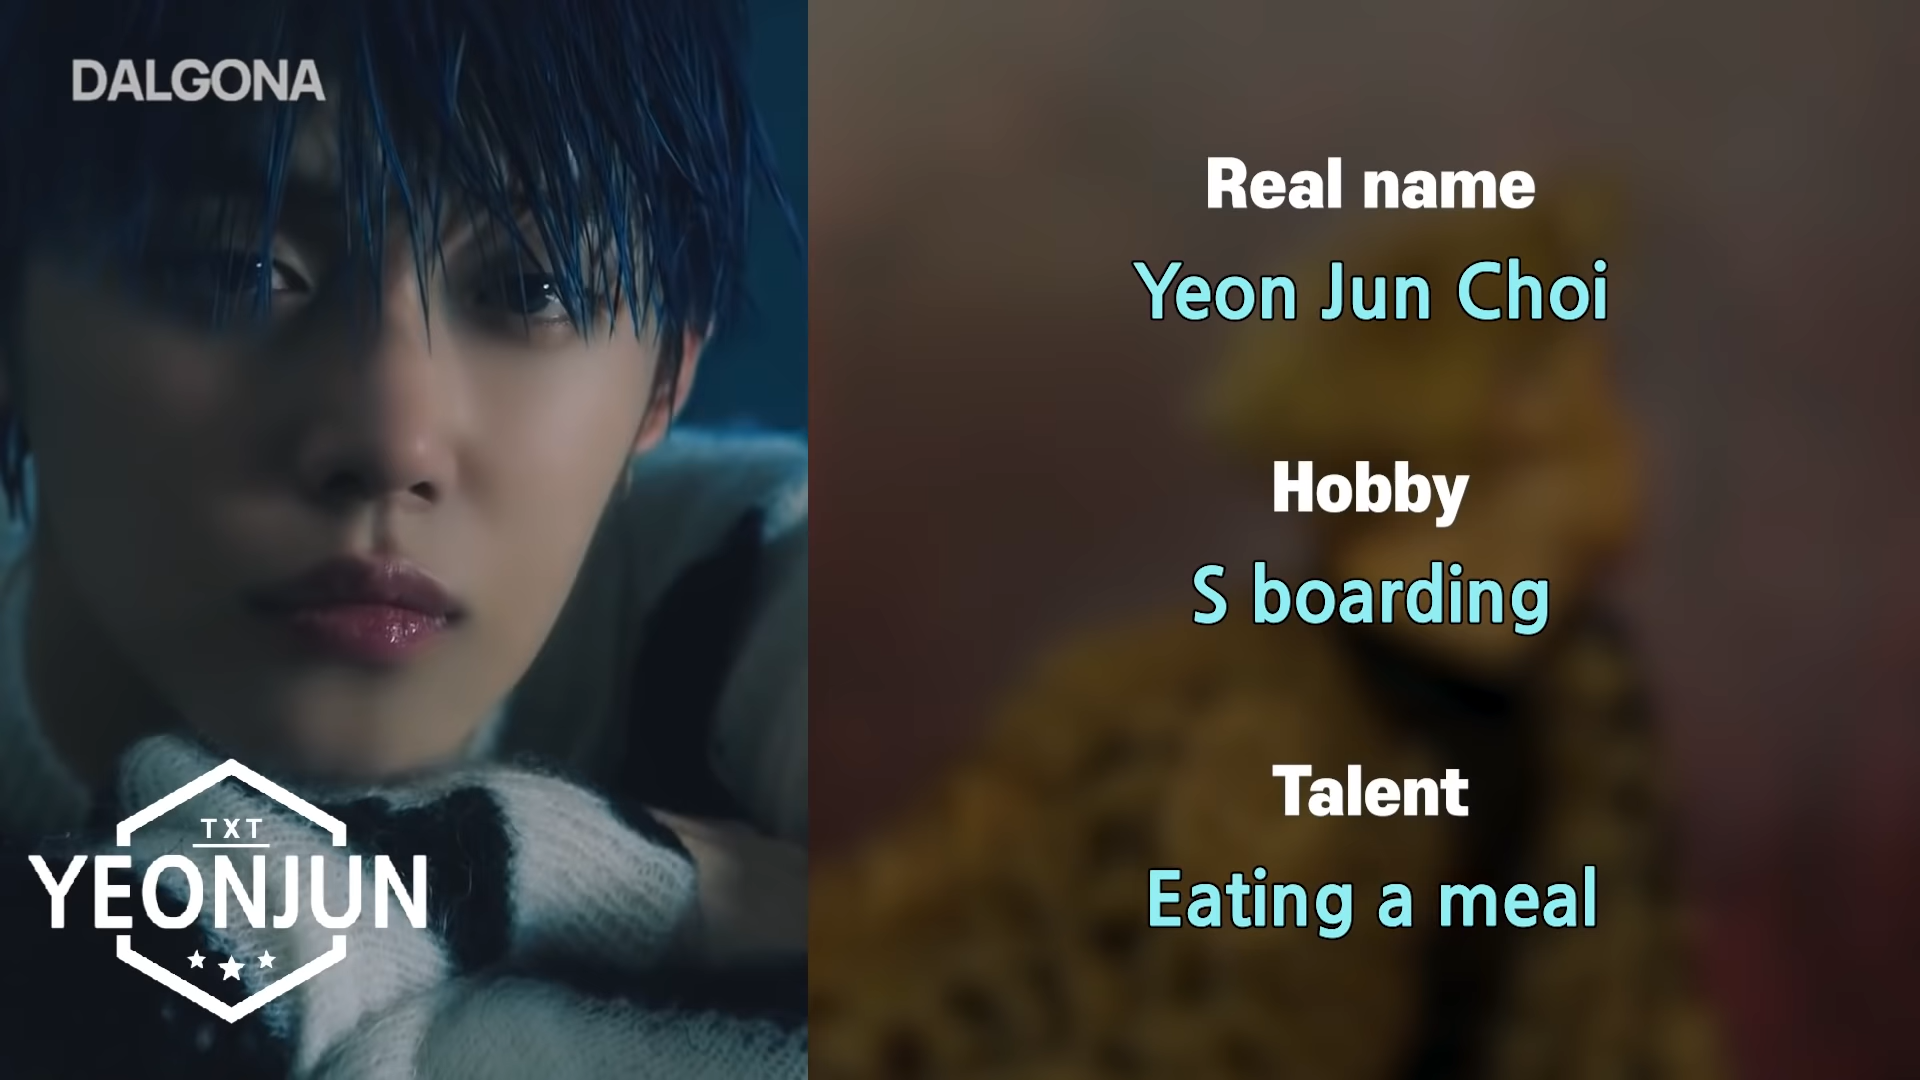 DALGONA
TXT
YEONJUN
Real name
Yeon Jun Choi
Hobby
S boarding
Talent
Eating a meal